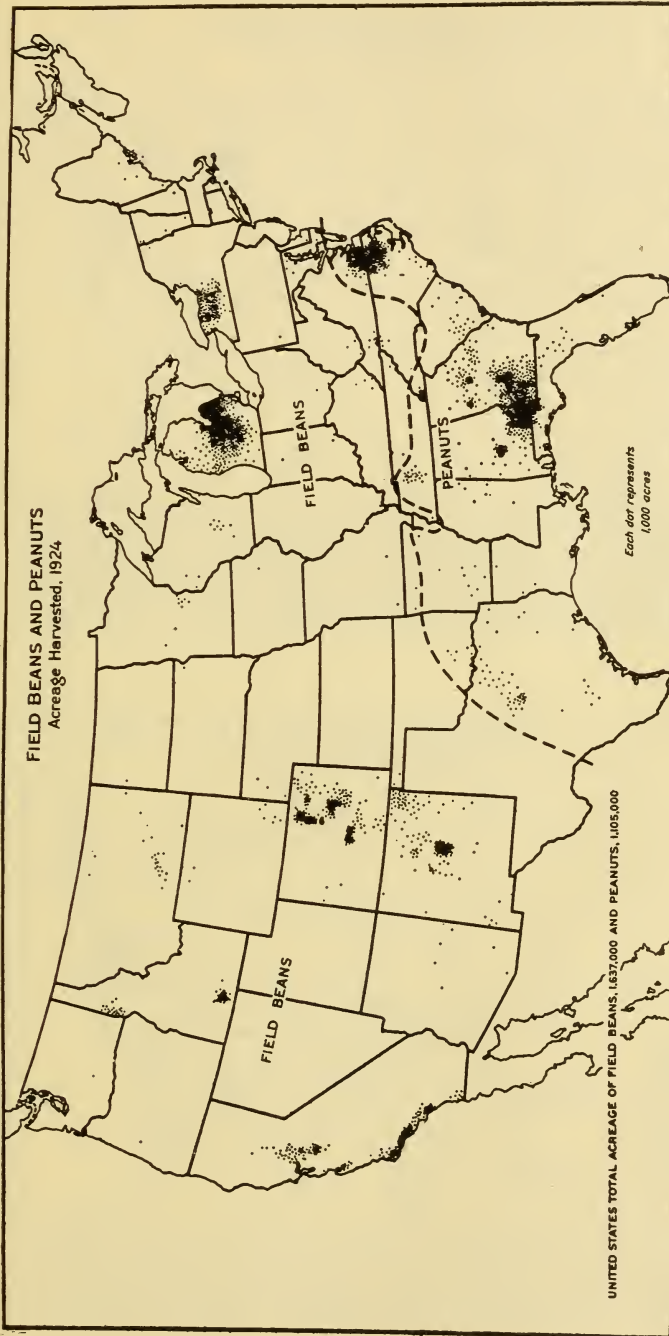 FIELD BEANS AND PEANUTS
Acreage Harvested, 1924
FIELD BEANS
FIELD BEANS
PEANUTS
Each dot represents
1,000 acres
UNITED STATES TOTAL ACREAGE OF FIELD BEANS, 1,637,000 AND PEANUTS, 1,105,000